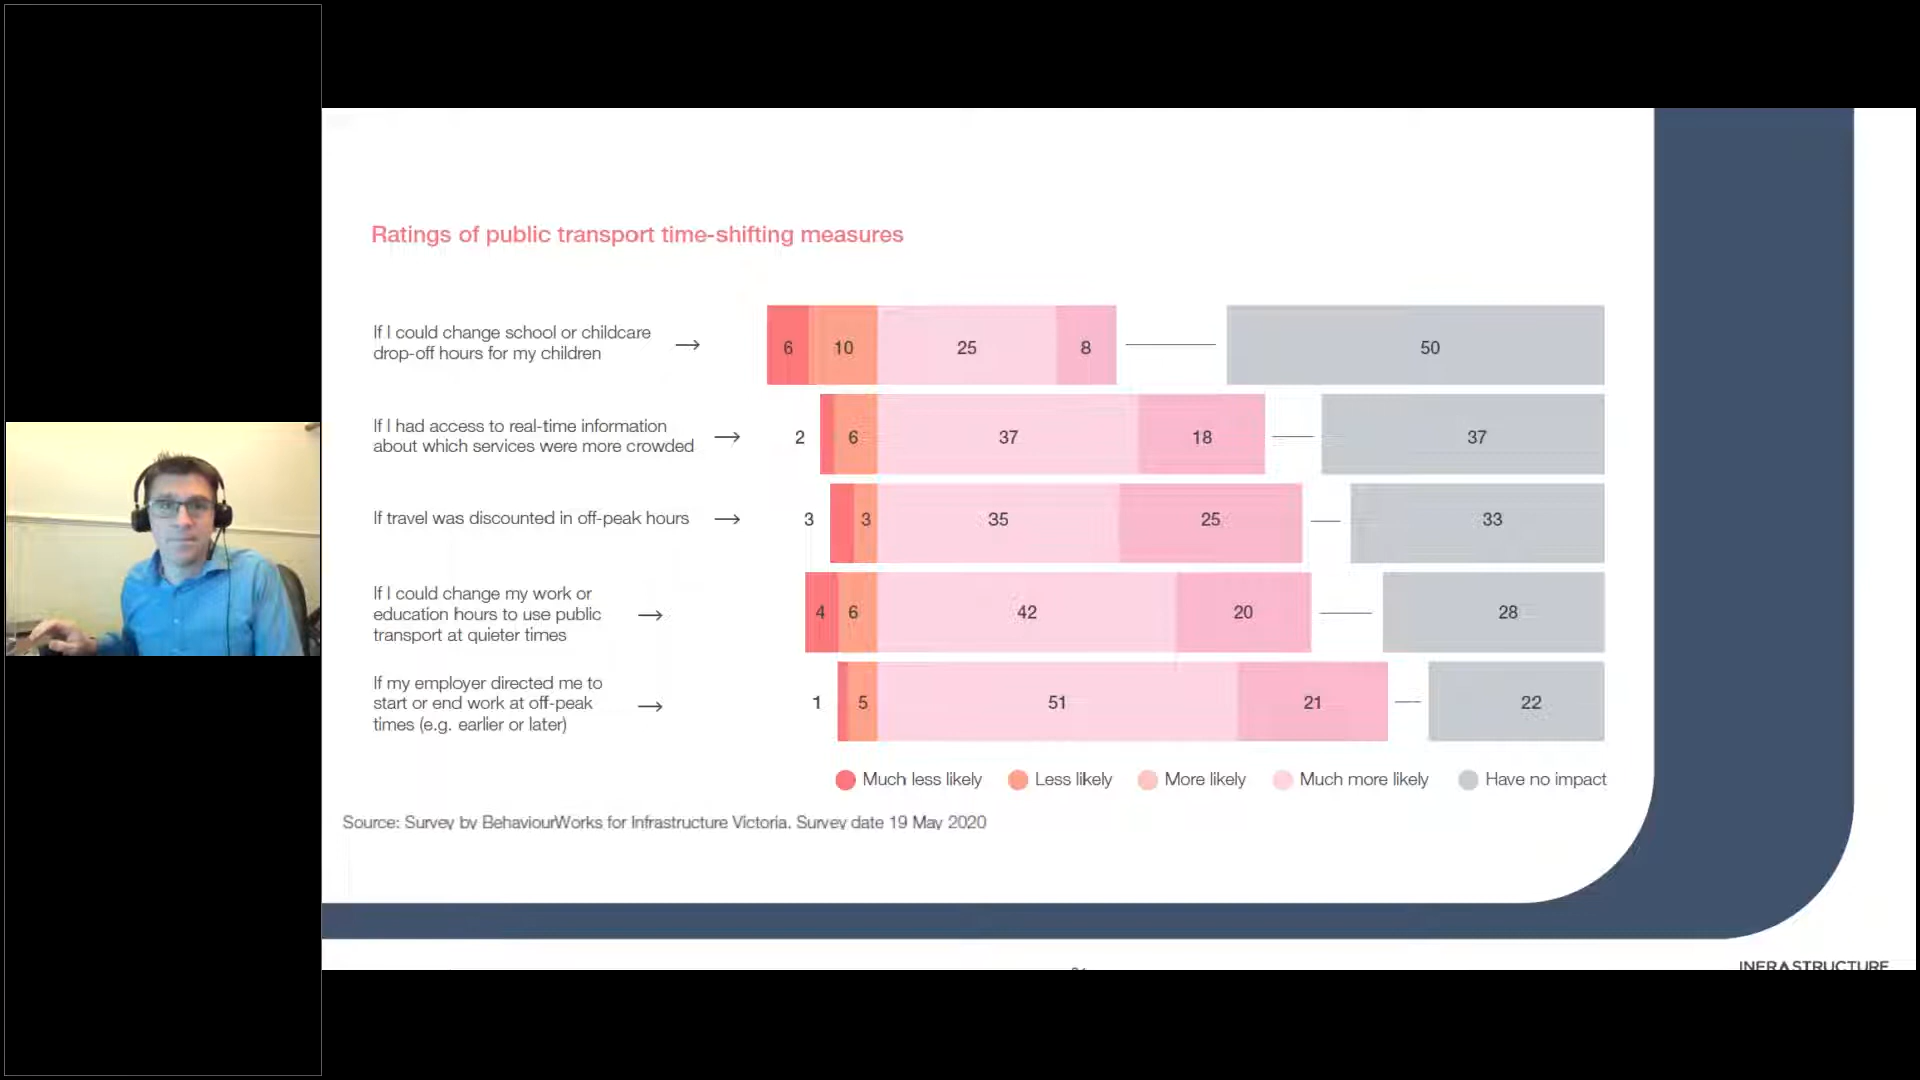 Ratings of public transport time-shifting measures
If I could change school or childcare
drop-off hours for my children
6 10 25 8 50
If I had access to real-time information
about which services were more crowded
2 6 37 18 37
If travel was discounted in off-peak hours
3 3 35 25 33
If I could change my work or
education hours to use public
transport at quieter times
4 6 42 20 28
If my employer directed me to
start or end work at off-peak
times (e.g. earlier or later)
1 5 51 21 22
Much less likely Less likely More likely Much more likely Have no impact
Source: Survey by BehaviourWorks for Infrastructure Victoria. Survey date 19 May 2020
INFRASTRUCTURE